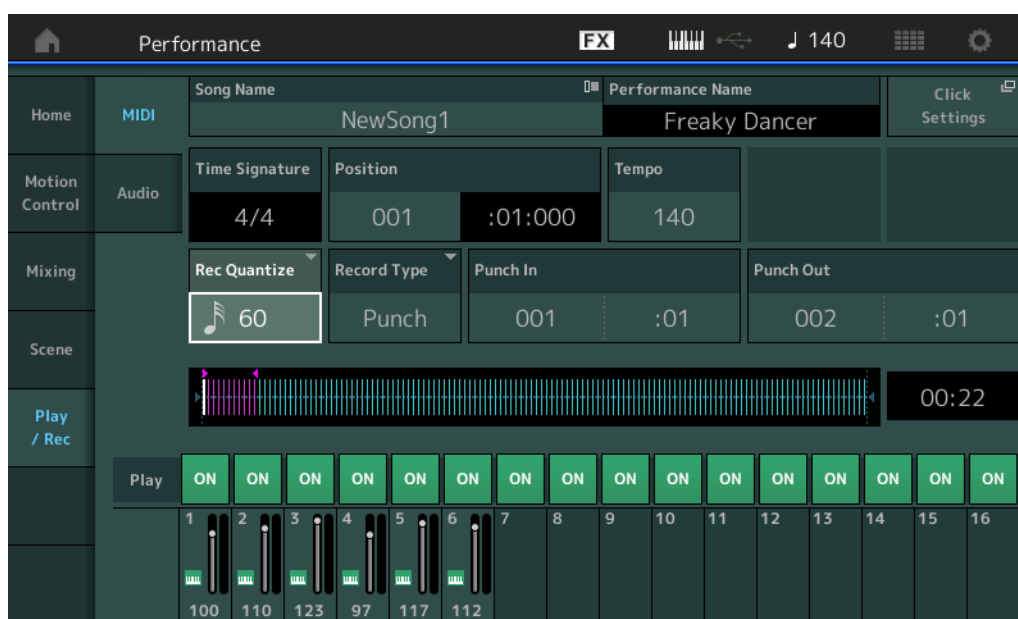 Performance FX 140
Song Name Performance Name
NewSong1 Freaky Dancer
Click
Settings
Home MIDI
Time Signature Position Tempo
4/4 001 :01:000 140
Motion
Control
Audio
Mixing
Rec Quantize Record Type Punch In Punch Out
60 Punch 001 :01 002 :01
Scene
00:22
Play
/ Rec
Play ON ON ON ON ON ON ON ON ON ON ON ON ON ON ON ON
1 2 3 4 5 6 7 8 9 10 11 12 13 14 15 16
100 110 123 97 117 112